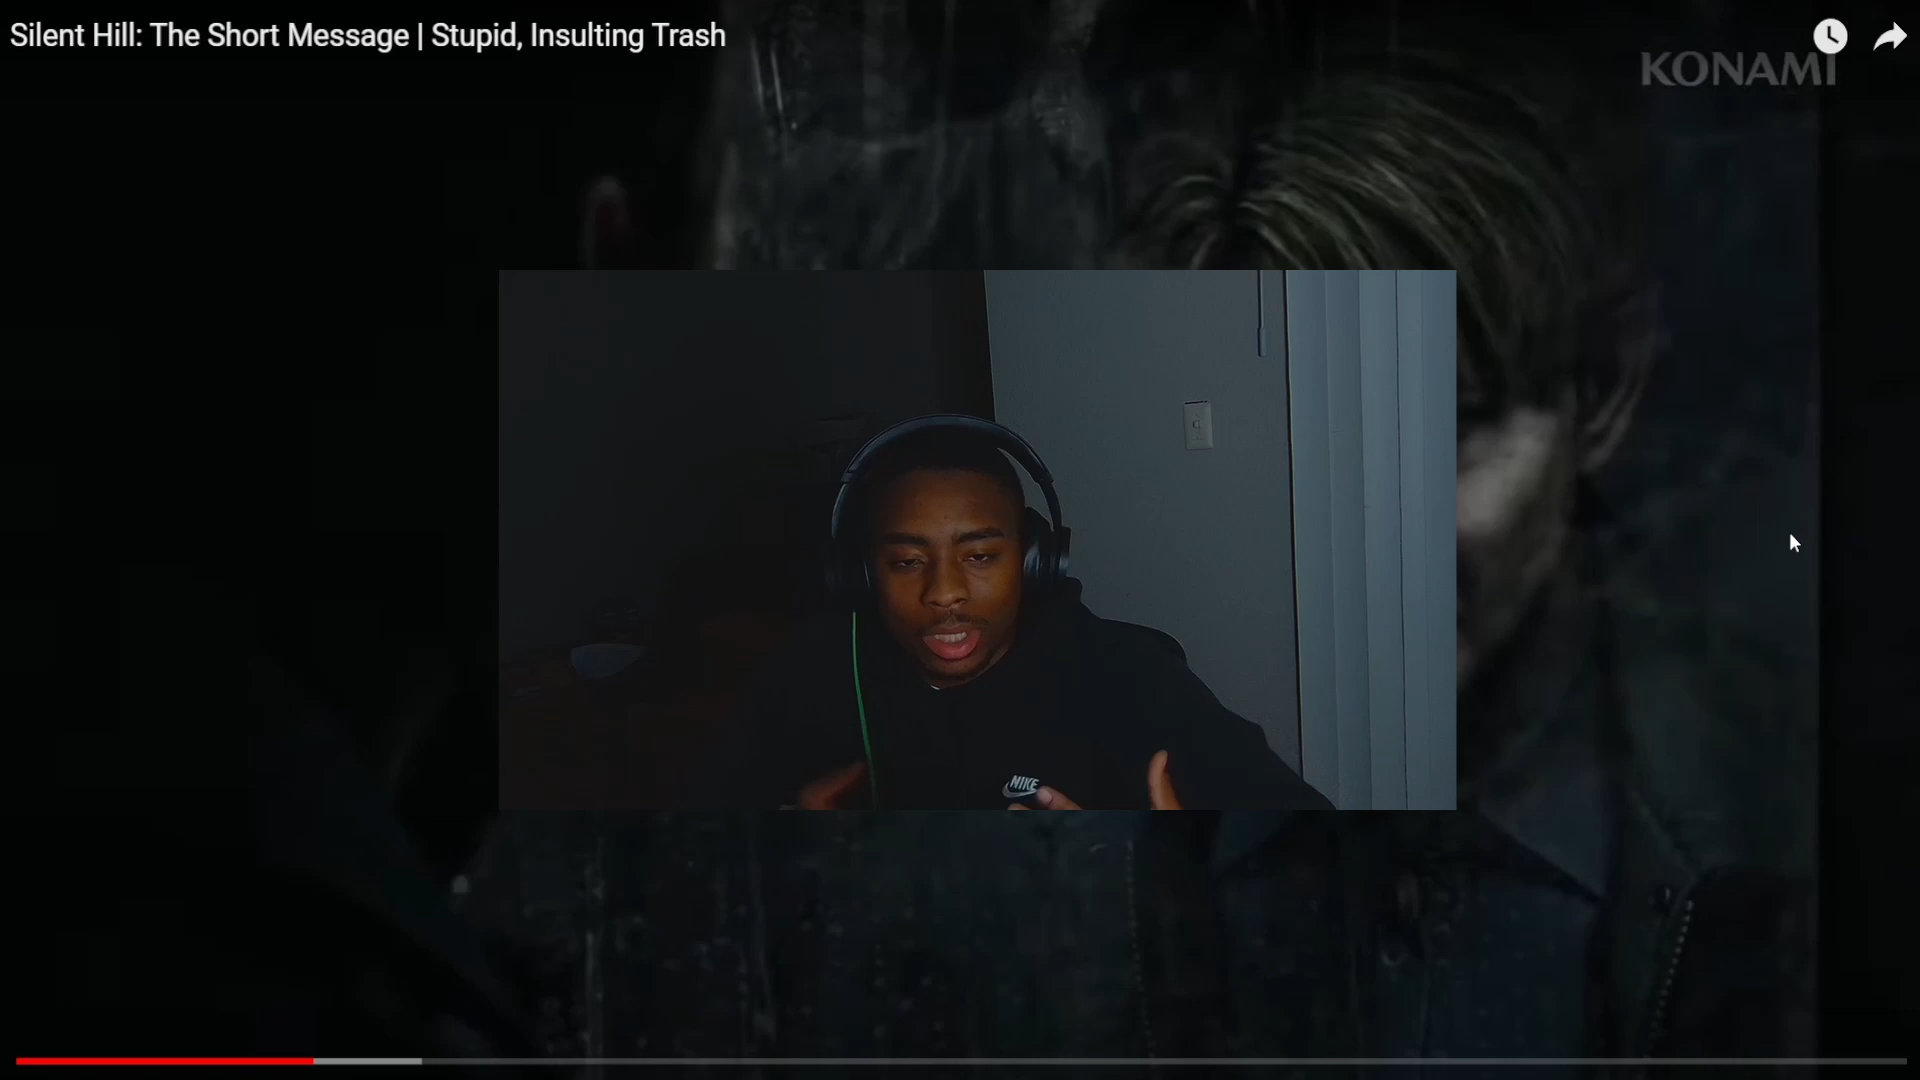 Silent Hill: The Short Message | Stupid, Insulting Trash
KONAMI
NIKE